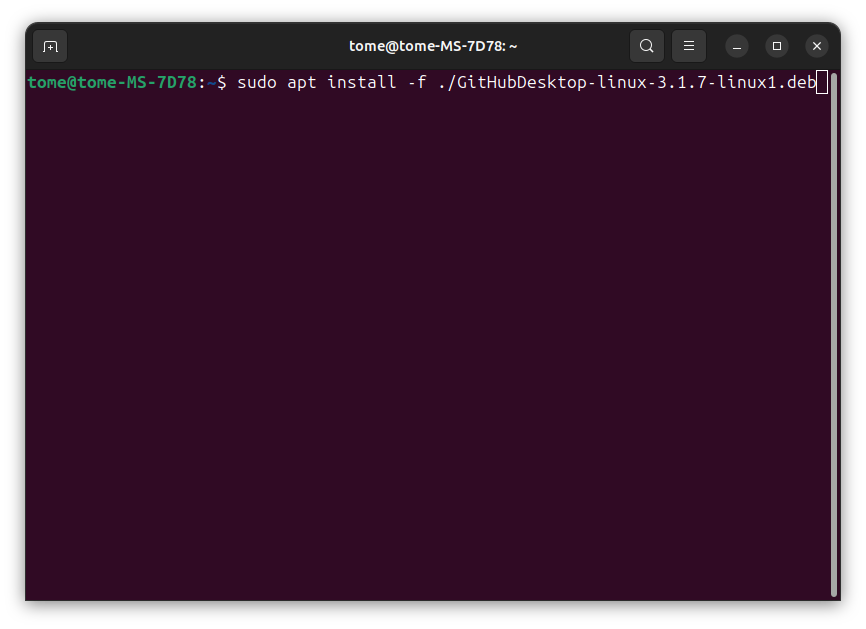 tome@tome-MS-7D78: ~
tome@tome-MS-7D78:~$ sudo apt install -f ./GitHubDesktop-linux-3.1.7-linux1.deb